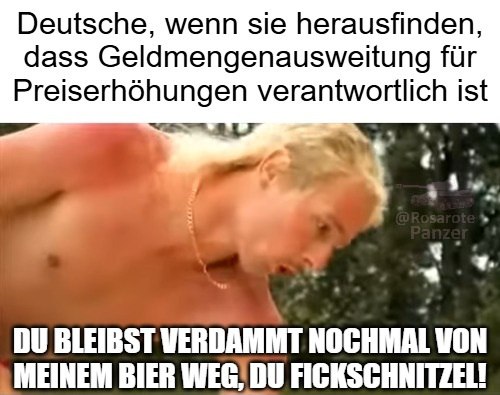 Deutsche, wenn sie herausfinden,
dass Geldmengenausweitung für
Preiserhöhungen verantwortlich ist
@Rosarote
Panzer
DU BLEIBST VERDAMMT NOCHMAL VON
MEINEM BIER WEG, DU FICKSCHNITZEL!